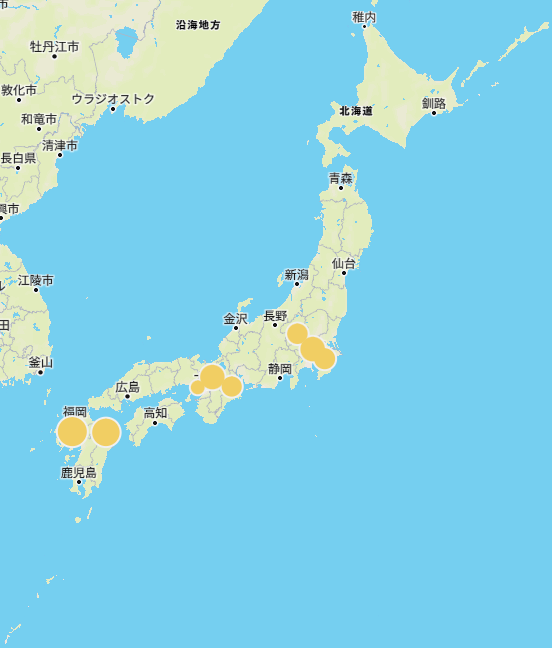 稚内
沿海地方
牡丹江市
敦化市
ウラジオストク
釧路
北海道
和竜市
清津市
長白県
青森
興市
仙台
新潟
江陵市
長野
金沢
田
釜山
静岡
広島
福岡
高知
鹿児島